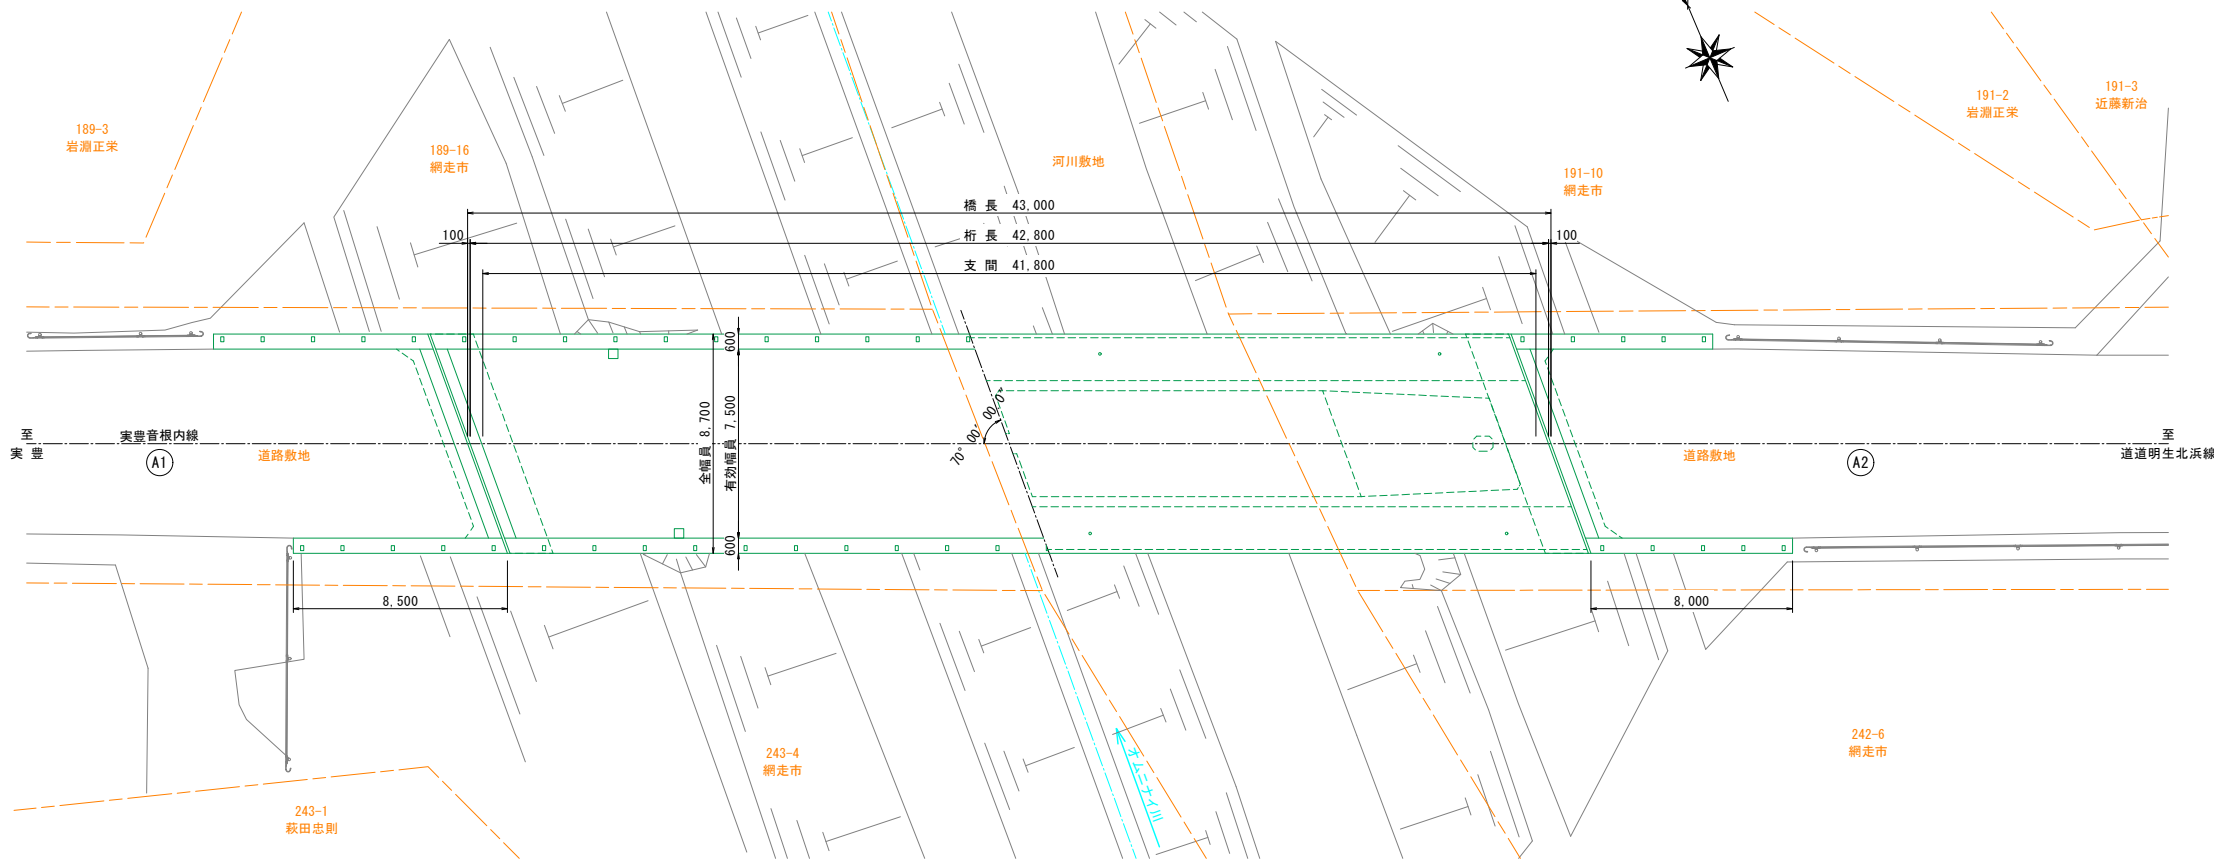 189-3
岩淵正栄
189-16
網走市
河川敷地
191-10
網走市
191-2
岩淵正栄
191-3
近藤新治
橋 長 43,000
100
桁 長 42,800
100
支 間 41,800
600
全幅員 8,700
有効幅員 7,500
600
70° 00' 00.0"
至
実 豊
実豊音根内線
A1
道路敷地
道路敷地
A2
至
道道明生北浜線
8,500
8,000
243-4
網走市
オムニナイ川
242-6
網走市
243-1
萩田忠則